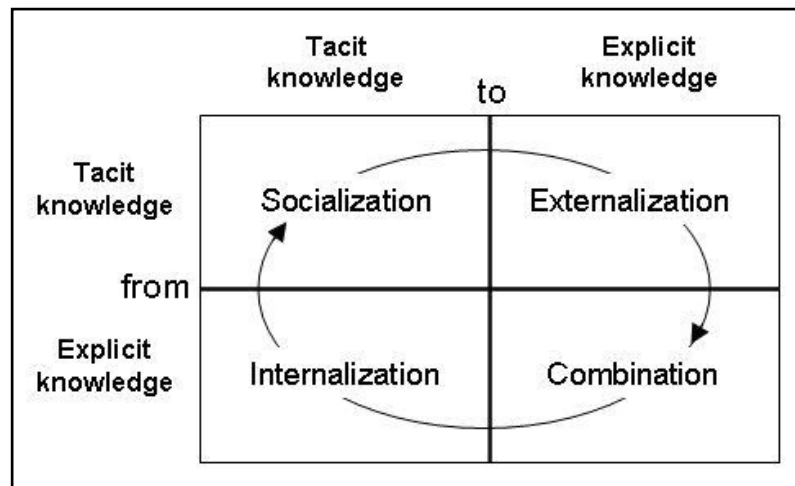 Tacit
knowledge
Explicit
knowledge
to
Tacit
knowledge
Socialization
Externalization
from
Explicit
knowledge
Internalization
Combination